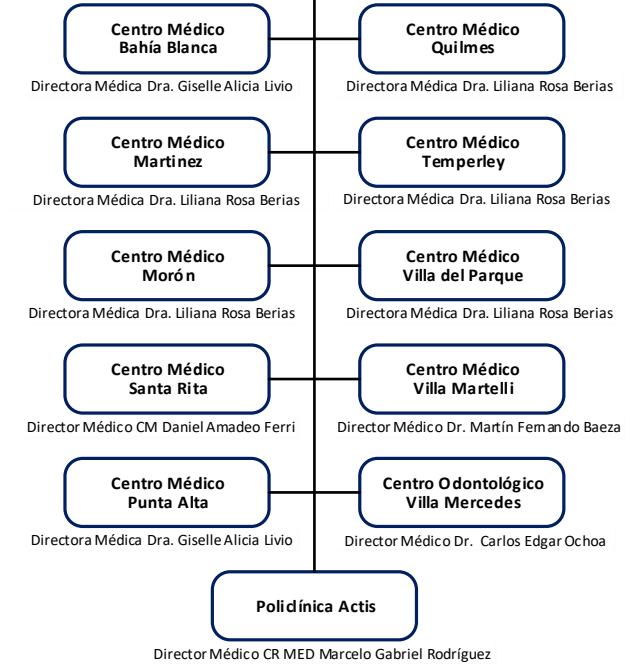 Centro Médico
Bahía Blanca
Directora Médica Dra. Giselle Alicia Livio
Centro Médico
Quilmes
Directora Médica Dra. Liliana Rosa Berias
Centro Médico
Martinez
Directora Médica Dra. Liliana Rosa Berias
Centro Médico
Temperley
Directora Médica Dra. Liliana Rosa Berias
Centro Médico
Morón
Directora Médica Dra. Liliana Rosa Berias
Centro Médico
Villa del Parque
Directora Médica Dra. Liliana Rosa Berias
Centro Médico
Santa Rita
Director Médico CM Daniel Amadeo Ferri
Centro Médico
Villa Martelli
Director Médico Dr. Martín Fernando Baeza
Centro Médico
Punta Alta
Directora Médica Dra. Giselle Alicia Livio
Centro Odontológico
Villa Mercedes
Director Médico Dr. Carlos Edgar Ochoa
Policlínica Actis
Director Médico CR MED Marcelo Gabriel Rodríguez